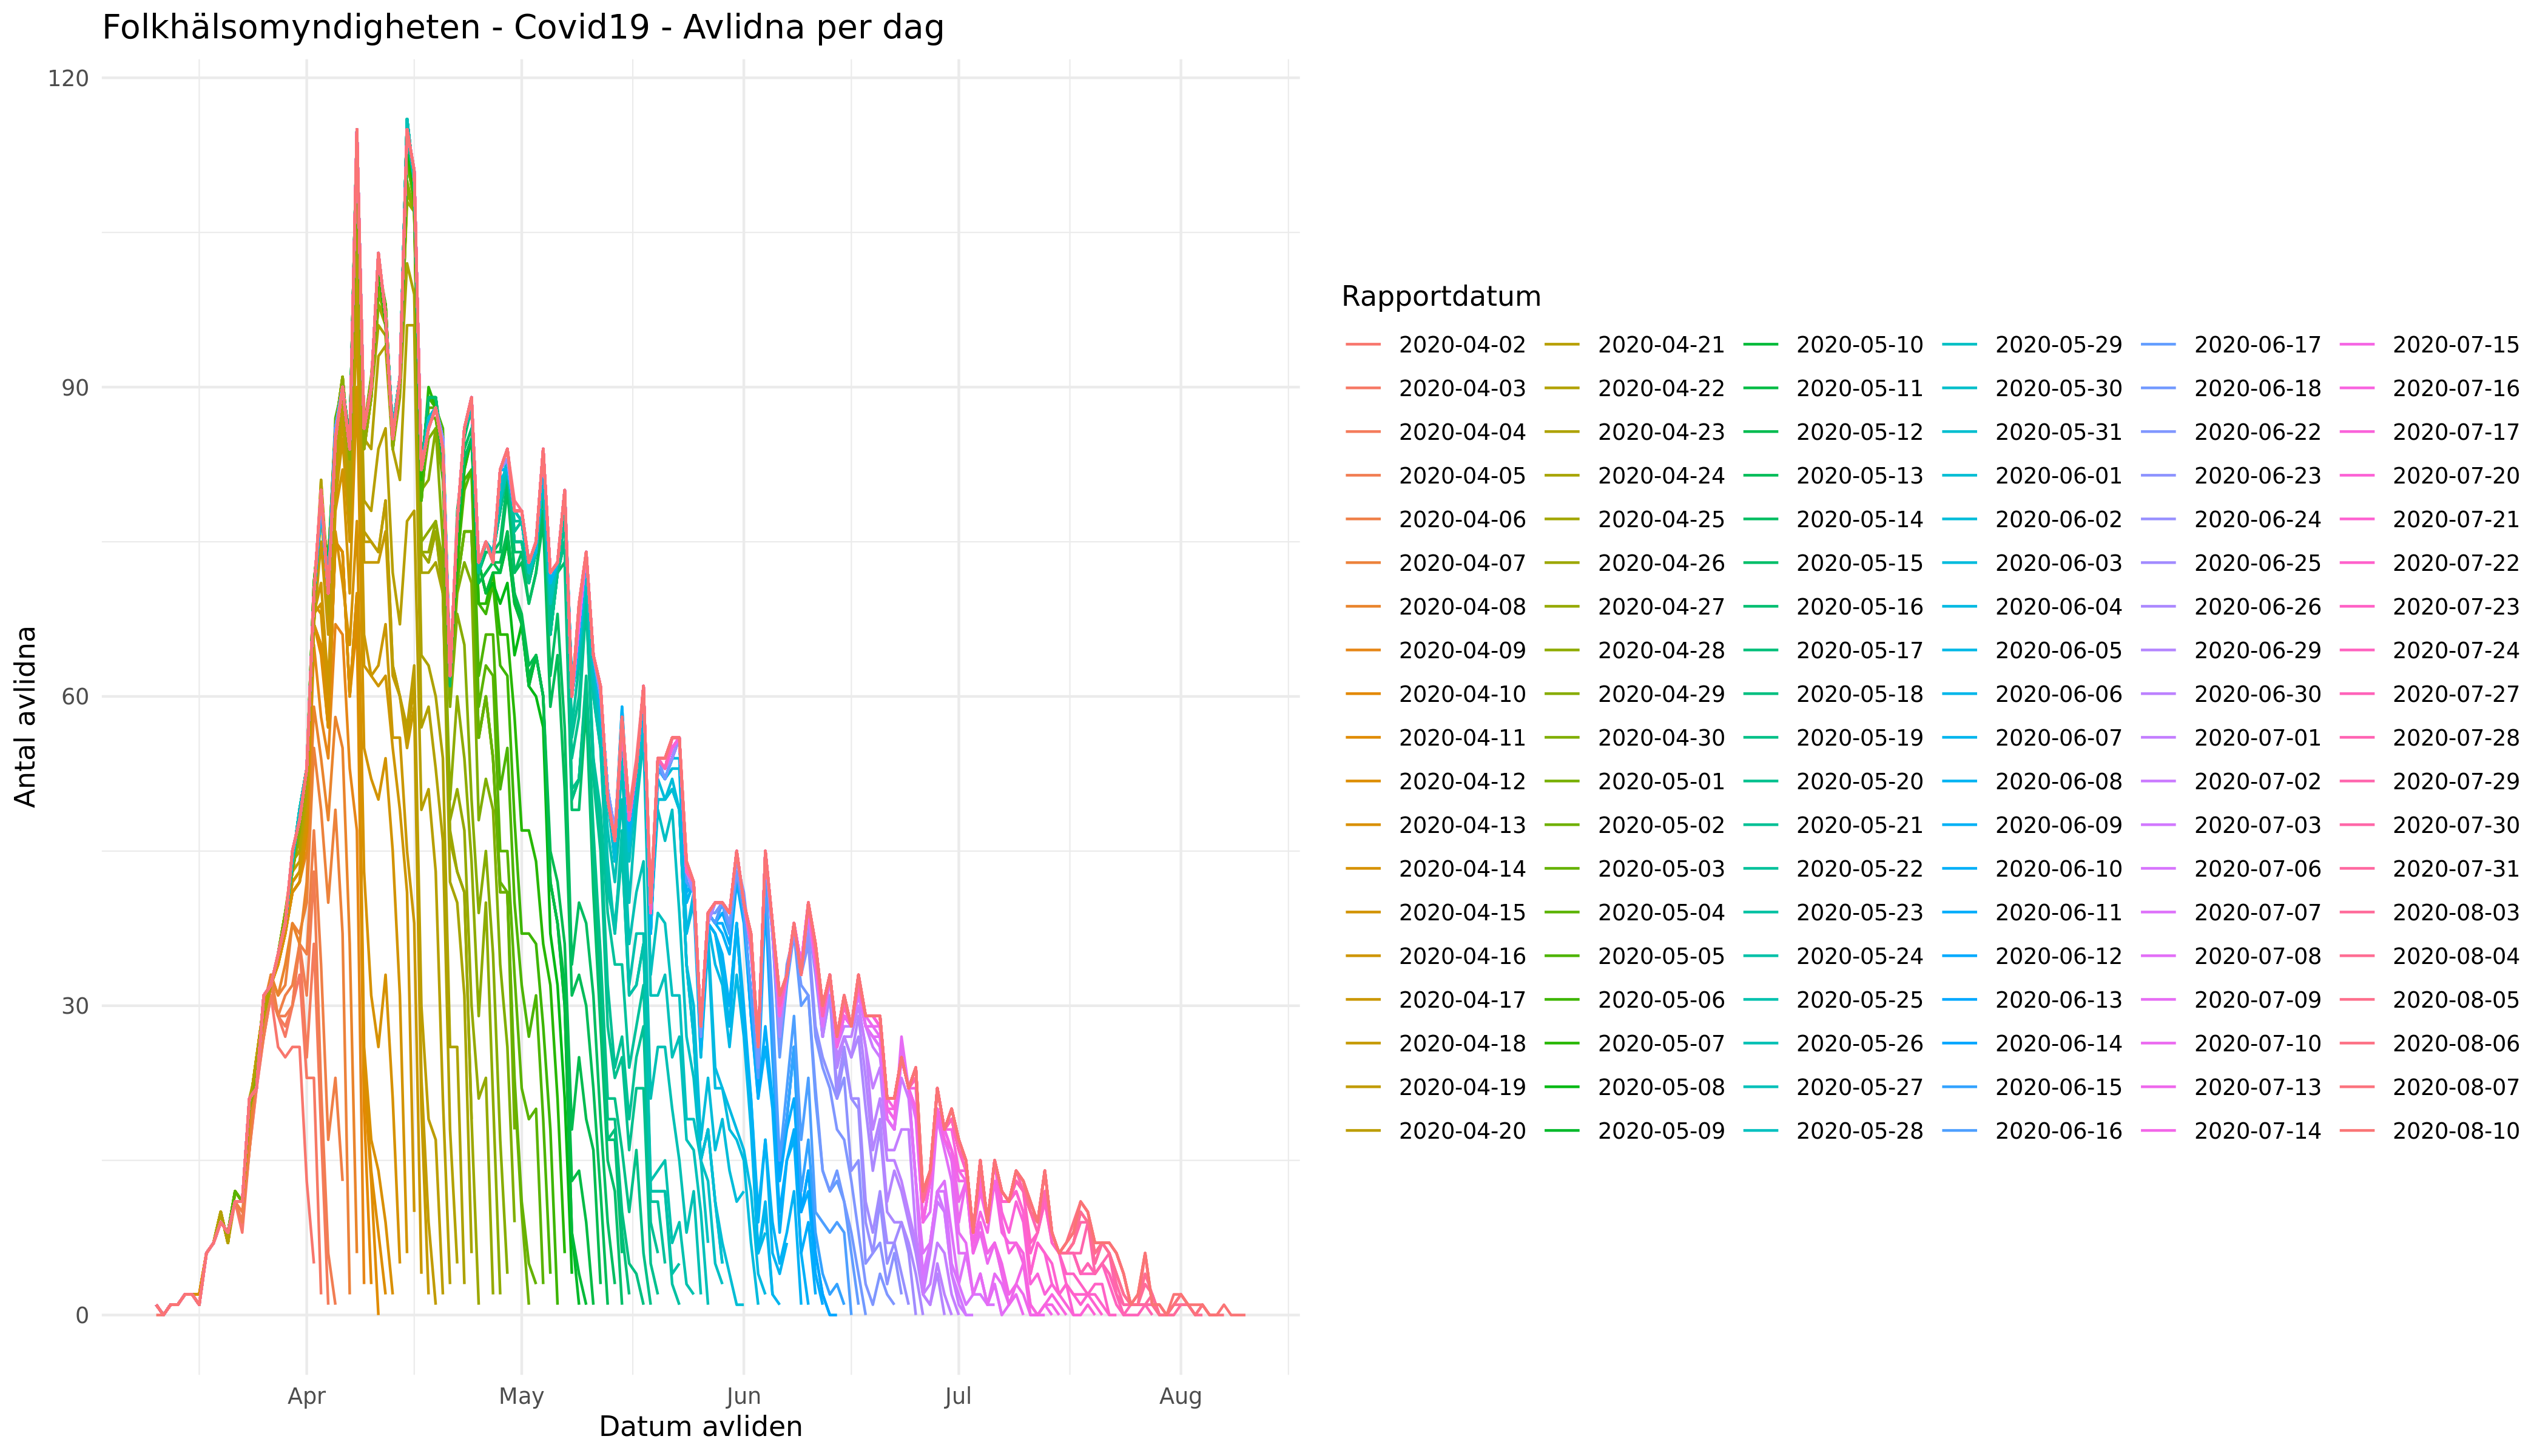 Folkhälsomyndigheten - Covid19 - Avlidna per dag
120
90
60
30
0
Antal avlidna
Apr May Jun Jul Aug
Datum avliden
Rapportdatum
2020-04-02 2020-04-21 2020-05-10 2020-05-29 2020-06-17 2020-07-15
2020-04-03 2020-04-22 2020-05-11 2020-05-30 2020-06-18 2020-07-16
2020-04-04 2020-04-23 2020-05-12 2020-05-31 2020-06-22 2020-07-17
2020-04-05 2020-04-24 2020-05-13 2020-06-01 2020-06-23 2020-07-20
2020-04-06 2020-04-25 2020-05-14 2020-06-02 2020-06-24 2020-07-21
2020-04-07 2020-04-26 2020-05-15 2020-06-03 2020-06-25 2020-07-22
2020-04-08 2020-04-27 2020-05-16 2020-06-04 2020-06-26 2020-07-23
2020-04-09 2020-04-28 2020-05-17 2020-06-05 2020-06-29 2020-07-24
2020-04-10 2020-04-29 2020-05-18 2020-06-06 2020-06-30 2020-07-27
2020-04-11 2020-04-30 2020-05-19 2020-06-07 2020-07-01 2020-07-28
2020-04-12 2020-05-01 2020-05-20 2020-06-08 2020-07-02 2020-07-29
2020-04-13 2020-05-02 2020-05-21 2020-06-09 2020-07-03 2020-07-30
2020-04-14 2020-05-03 2020-05-22 2020-06-10 2020-07-06 2020-07-31
2020-04-15 2020-05-04 2020-05-23 2020-06-11 2020-07-07 2020-08-03
2020-04-16 2020-05-05 2020-05-24 2020-06-12 2020-07-08 2020-08-04
2020-04-17 2020-05-06 2020-05-25 2020-06-13 2020-07-09 2020-08-05
2020-04-18 2020-05-07 2020-05-26 2020-06-14 2020-07-10 2020-08-06
2020-04-19 2020-05-08 2020-05-27 2020-06-15 2020-07-13 2020-08-07
2020-04-20 2020-05-09 2020-05-28 2020-06-16 2020-07-14 2020-08-10